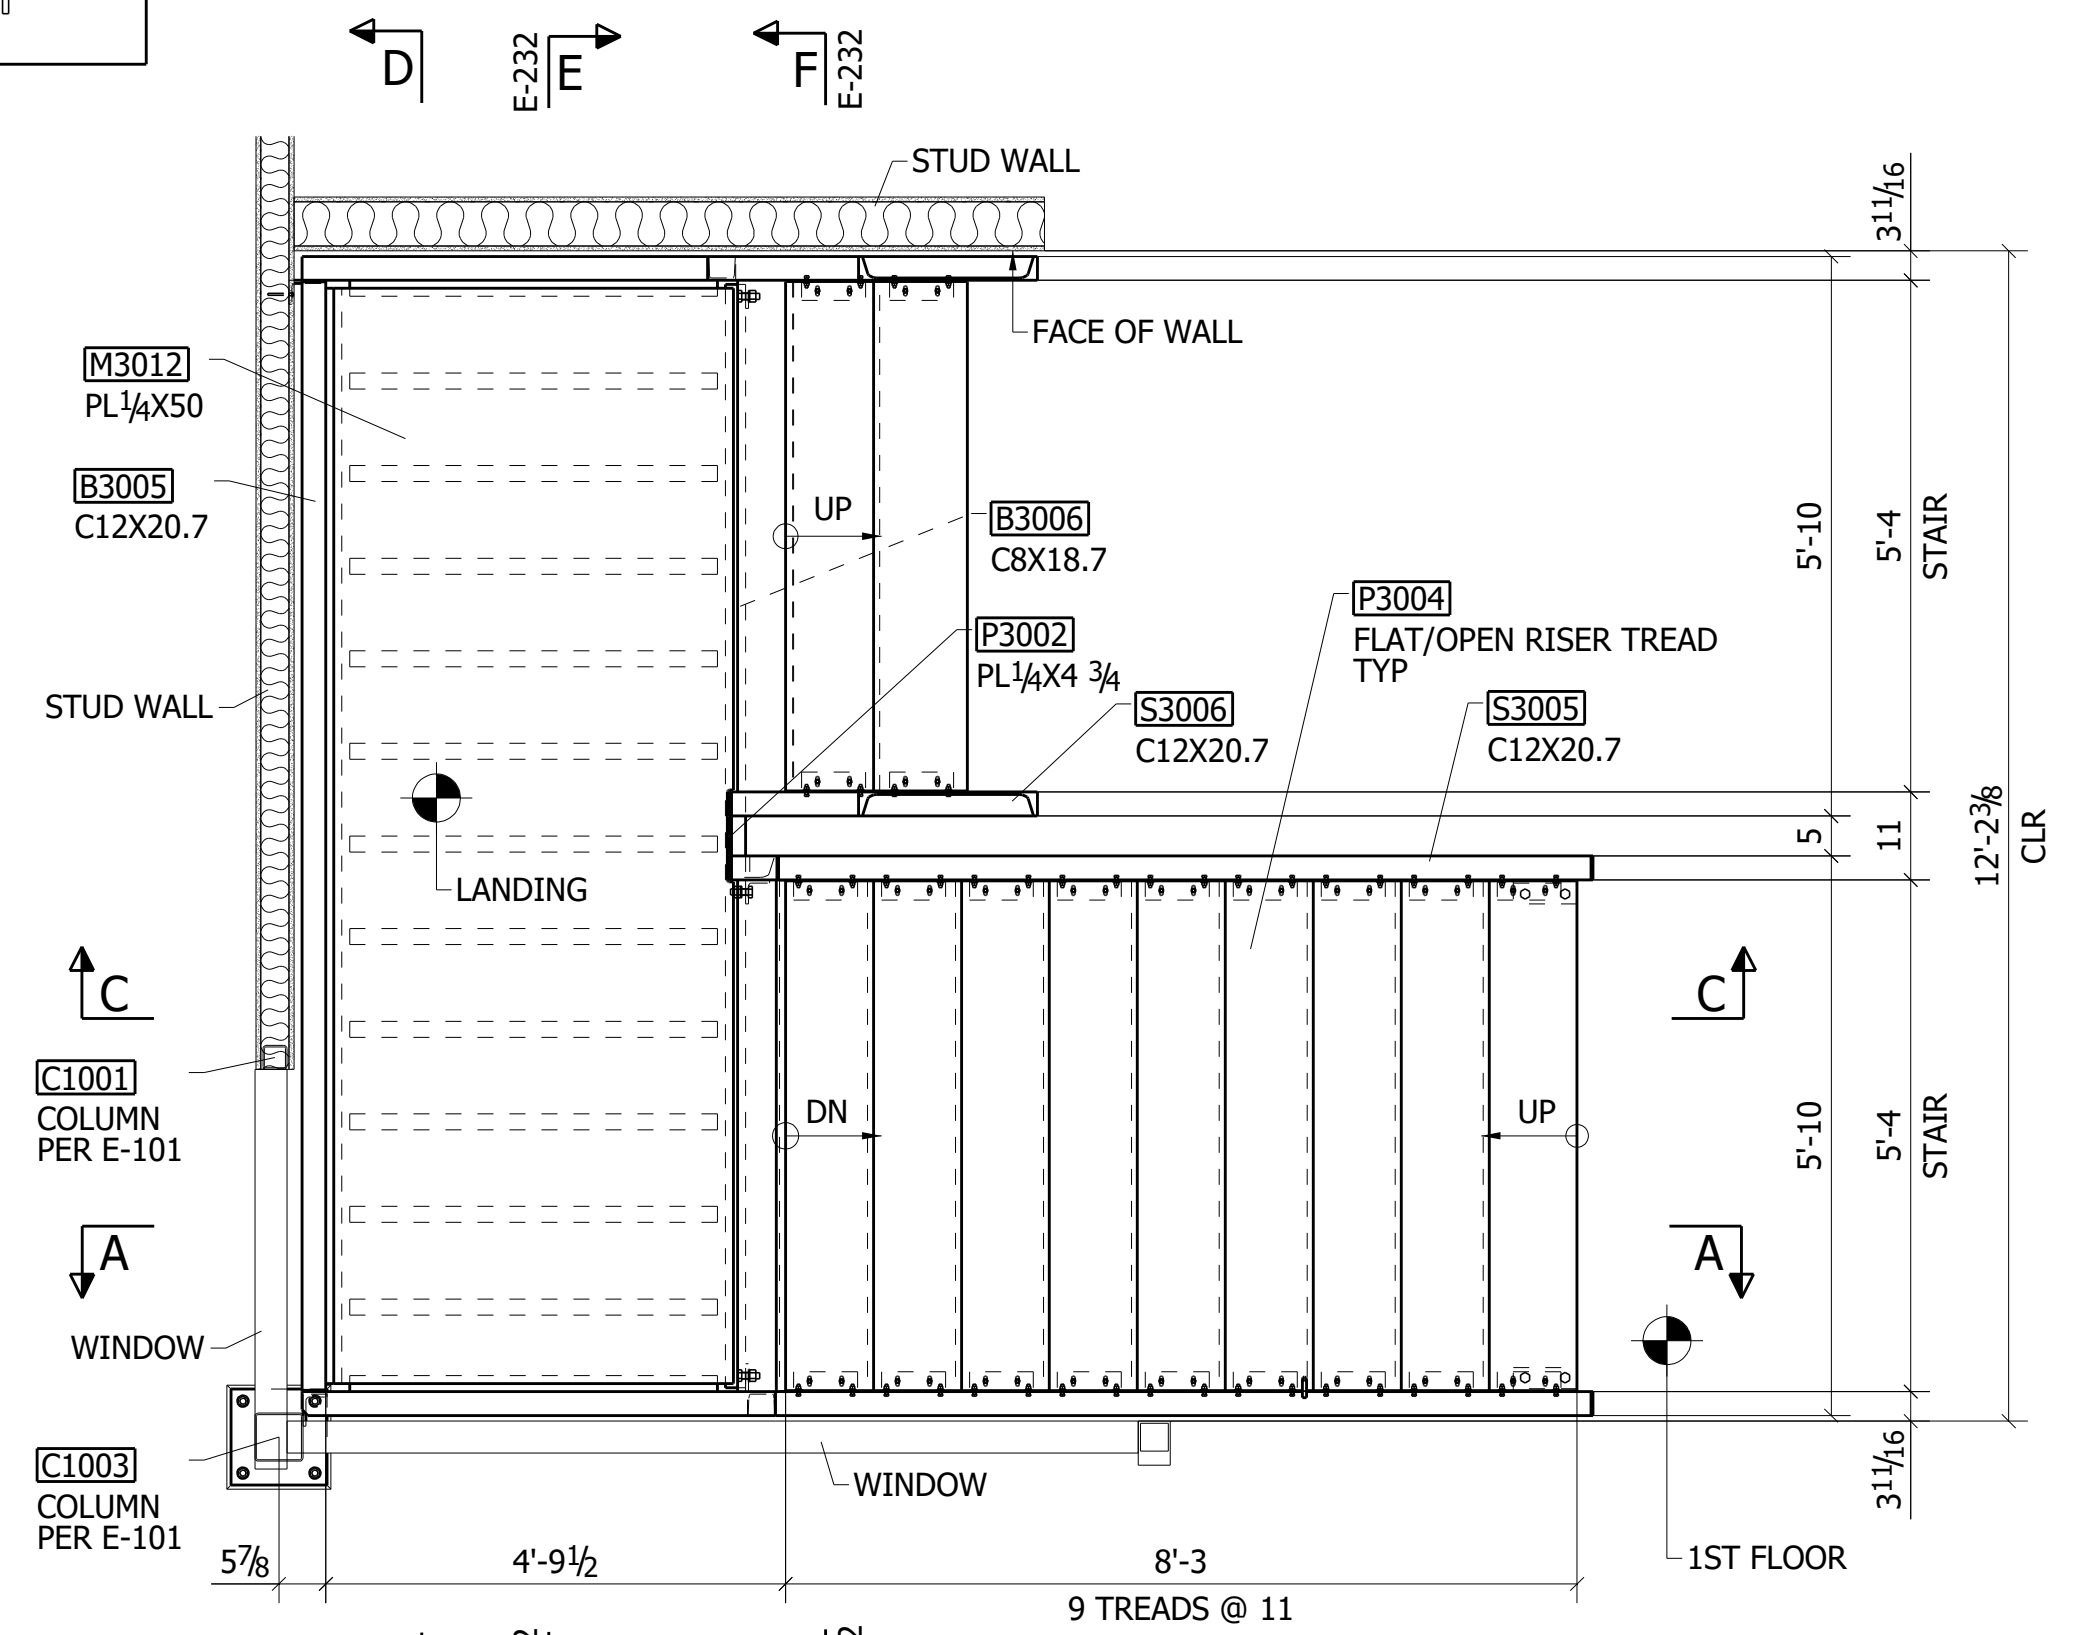 D
E-232
E
F
E-232
STUD WALL
3 11/16
FACE OF WALL
M3012
PL1/4X50
B3005
C12X20.7
UP
B3006
C8X18.7
5'-10
5'-4
STAIR
P3004
FLAT/OPEN RISER TREAD
TYP
P3002
PL1/4X4 3/4
S3006
C12X20.7
S3005
C12X20.7
STUD WALL
5
11
12'-2 3/8
CLR
LANDING
C
C
C1001
COLUMN
PER E-101
DN
UP
5'-10
5'-4
STAIR
A
A
WINDOW
C1003
COLUMN
PER E-101
WINDOW
3 11/16
5 7/8
4'-9 1/2
8'-3
9 TREADS @ 11
1ST FLOOR